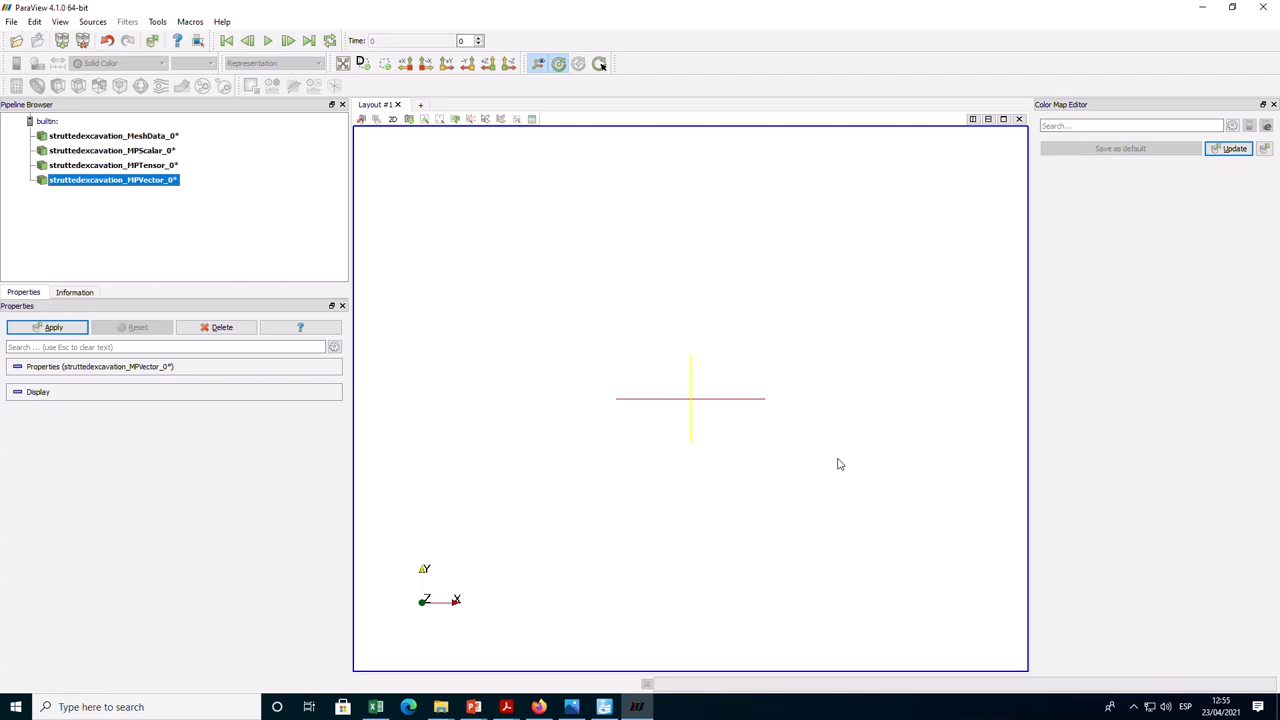 ParaView 4.1.0 64-bit
File Edit View Sources Filters Tools Macros Help
Time: 0 0
Solid Color Representation
Pipeline Browser
builtin:
struttedexcavation_MeshData_0*
struttedexcavation_MPScalar_0*
struttedexcavation_MPTensor_0*
struttedexcavation_MPVector_0*
Properties Information
Properties
Apply Reset Delete ?
Search ... (use Esc to clear text)
Properties (struttedexcavation_MPVector_0*)
Display
Layout #1
2D
Y
Z X
Color Map Editor
Search...
Save as default Update
Type here to search
ESP
12:55
23/04/2021